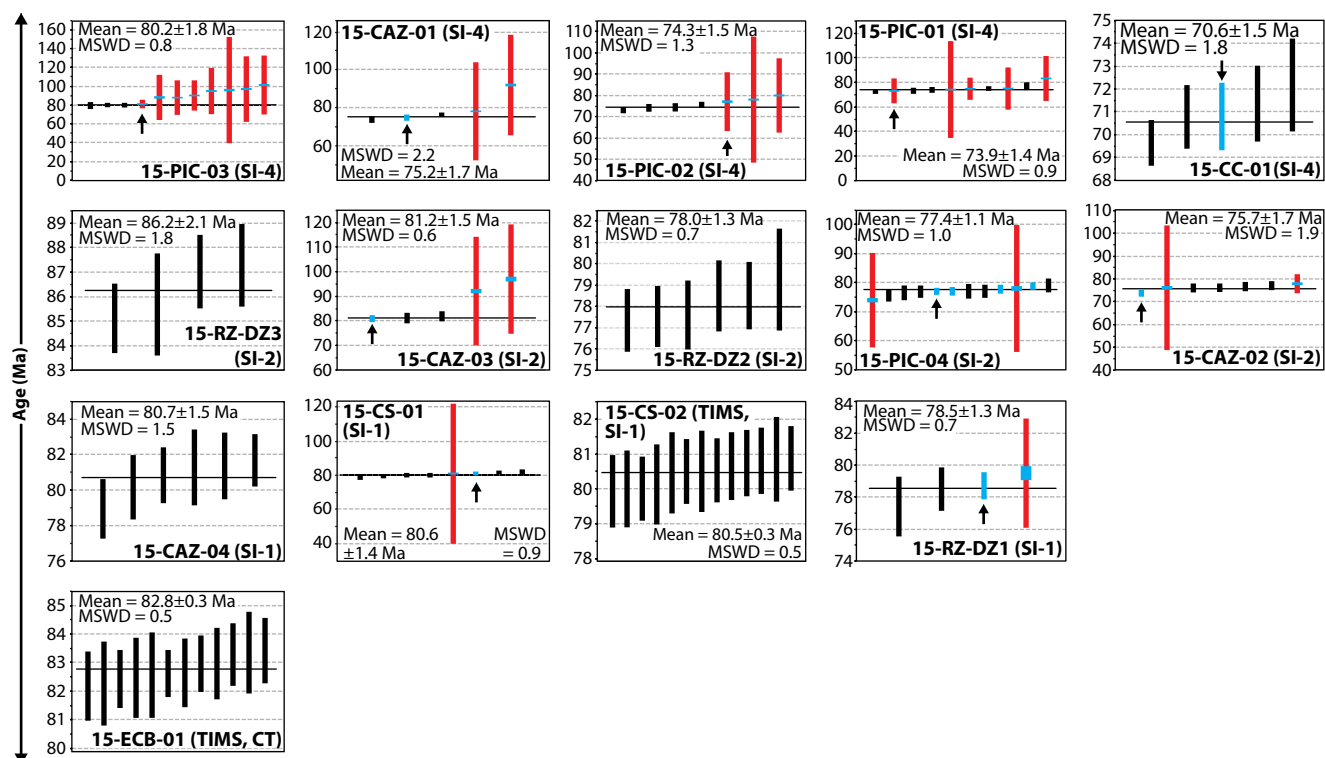 Age (Ma)
160
140
120
100
80
60
40
20
0
Mean = 80.2±1.8 Ma
MSWD = 0.8
15-PIC-03 (SI-4)
120
100
80
60
15-CAZ-01 (SI-4)
MSWD = 2.2
Mean = 75.2±1.7 Ma
110
100
90
80
70
60
50
40
Mean = 74.3±1.5 Ma
MSWD = 1.3
15-PIC-02 (SI-4)
120
100
80
60
40
20
0
15-PIC-01 (SI-4)
Mean = 73.9±1.4 Ma
MSWD = 0.9
75
74
73
72
71
70
69
68
Mean = 70.6±1.5 Ma
MSWD = 1.8
15-CC-01(SI-4)
89
88
87
86
85
84
83
Mean = 86.2±2.1 Ma
MSWD = 1.8
15-RZ-DZ3
(SI-2)
120
110
100
90
80
70
60
Mean = 81.2±1.5 Ma
MSWD = 0.6
15-CAZ-03 (SI-2)
82
81
80
79
78
77
76
75
Mean = 78.0±1.3 Ma
MSWD = 0.7
15-RZ-DZ2 (SI-2)
100
90
80
70
60
50
Mean = 77.4±1.1 Ma
MSWD = 1.0
15-PIC-04 (SI-2)
110
100
90
80
70
60
50
40
Mean = 75.7±1.7 Ma
MSWD = 1.9
15-CAZ-02 (SI-2)
84
82
80
78
76
Mean = 80.7±1.5 Ma
MSWD = 1.5
15-CAZ-04 (SI-1)
120
100
80
60
40
15-CS-01
(SI-1)
Mean = 80.6
±1.4 Ma
MSWD
= 0.9
82
81
80
79
78
15-CS-02 (TIMS,
SI-1)
Mean = 80.5±0.3 Ma
MSWD = 0.5
84
82
80
78
76
74
Mean = 78.5±1.3 Ma
MSWD = 0.7
15-RZ-DZ1 (SI-1)
85
84
83
82
81
80
Mean = 82.8±0.3 Ma
MSWD = 0.5
15-ECB-01 (TIMS, CT)